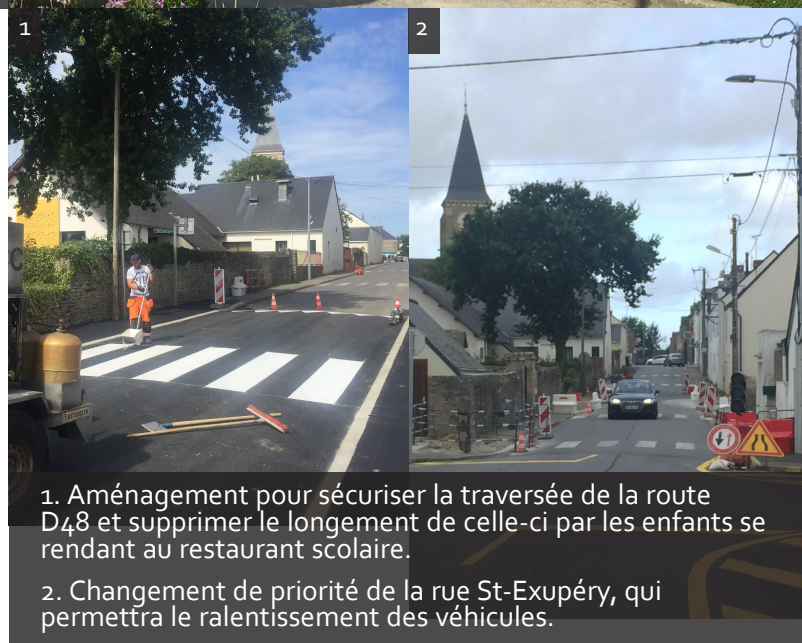 1
2
1. Aménagement pour sécuriser la traversée de la route
D48 et supprimer le longement de celle-ci par les enfants se
rendant au restaurant scolaire.
2. Changement de priorité de la rue St-Exupéry, qui
permettra le ralentissement des véhicules.